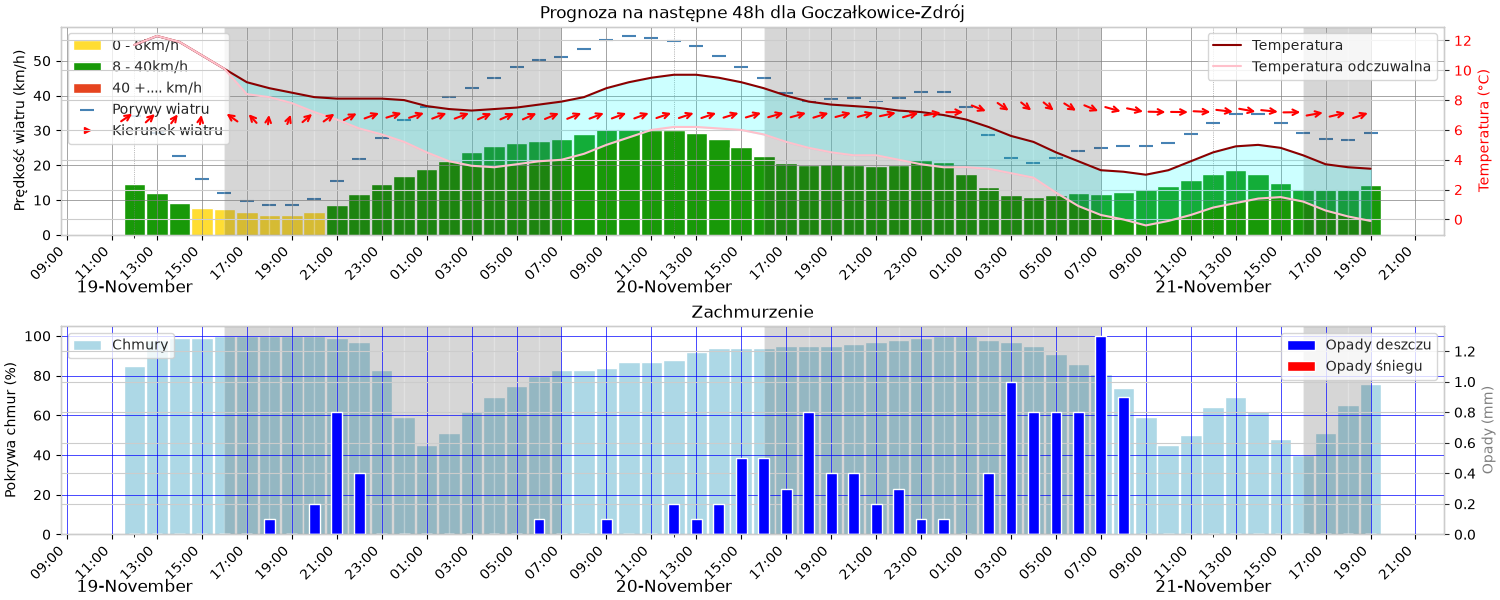 Prognoza na następne 48h dla Goczałkowice-Zdrój
Prędkość wiatru (km/h)
0 - 8km/h
8 - 40km/h
40 +.... km/h
Porywy wiatru
Kierunek wiatru
Temperatura
Temperatura odczuwalna
Temperatura (°C)
50
40
30
20
10
0
12
10
8
6
4
2
0
09:00 11:00 13:00 15:00 17:00 19:00 21:00 23:00 01:00 03:00 05:00 07:00 09:00 11:00 13:00 15:00 17:00 19:00 21:00 23:00 01:00 03:00 05:00 07:00 09:00 11:00 13:00 15:00 17:00 19:00 21:00
19-November 20-November 21-November
Zachmurzenie
Pokrywa chmur (%)
Chmury
Opady deszczu
Opady śniegu
Opady (mm)
100
80
60
40
20
0
1.2
1.0
0.8
0.6
0.4
0.2
0.0
09:00 11:00 13:00 15:00 17:00 19:00 21:00 23:00 01:00 03:00 05:00 07:00 09:00 11:00 13:00 15:00 17:00 19:00 21:00 23:00 01:00 03:00 05:00 07:00 09:00 11:00 13:00 15:00 17:00 19:00 21:00
19-November 20-November 21-November